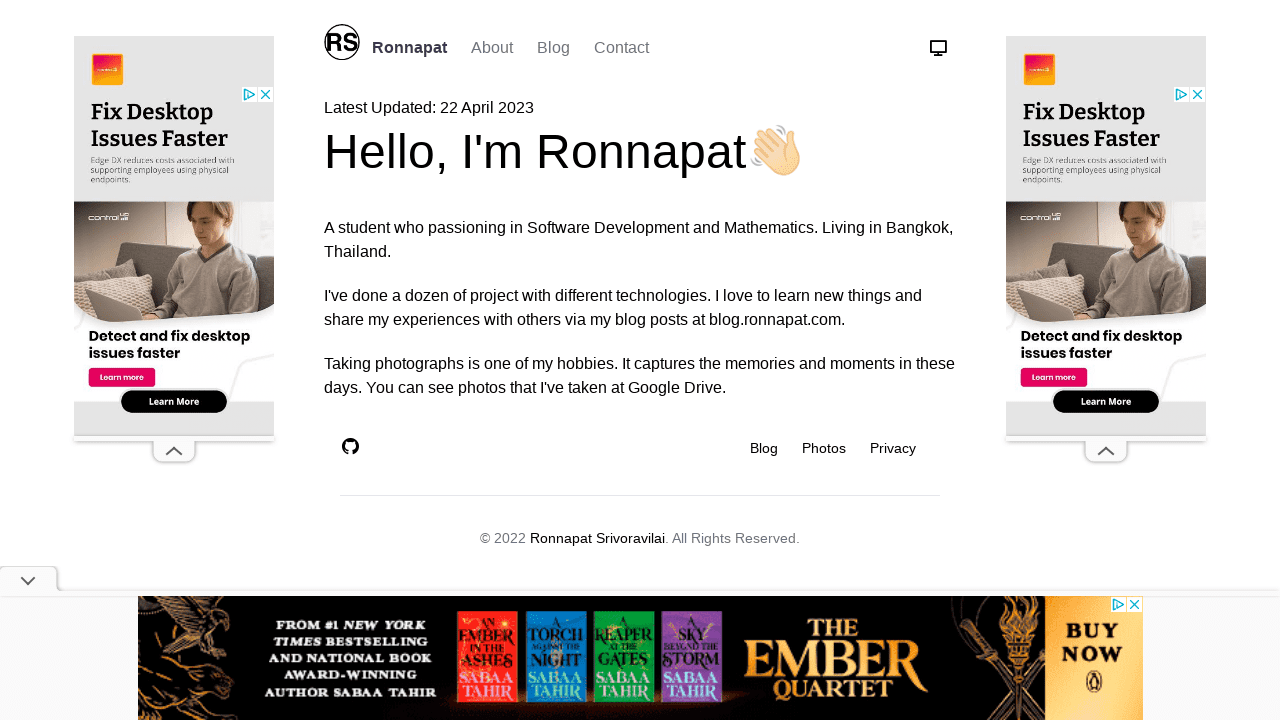 RS
Ronnapat
About
Blog
Contact
Latest Updated: 22 April 2023
Hello, I'm Ronnapat
A student who passioning in Software Development and Mathematics. Living in Bangkok,
Thailand.
I've done a dozen of project with different technologies. I love to learn new things and
share my experiences with others via my blog posts at blog.ronnapat.com.
Taking photographs is one of my hobbies. It captures the memories and moments in these
days. You can see photos that I've taken at Google Drive.
Blog
Photos
Privacy
© 2022 Ronnapat Srivoravilai. All Rights Reserved.
Fix Desktop
Issues Faster
Edge DX reduces costs associated with
supporting employees using physical
endpoints.
control up
Detect and fix desktop
issues faster
Learn more
Learn More
Fix Desktop
Issues Faster
Edge DX reduces costs associated with
supporting employees using physical
endpoints.
control up
Detect and fix desktop
issues faster
Learn more
Learn More
FROM #1 NEW YORK
TIMES BESTSELLING
AND NATIONAL BOOK
AWARD-WINNING
AUTHOR SABAA TAHIR
AN
EMBER
IN THE
ASHES
SABAA
TAHIR
A
TORCH
AGAINST THE
NIGHT
SABAA
TAHIR
A
REAPER
AT THE
GATES
SABAA
TAHIR
A
SKY
BEYOND THE
STORM
SABAA
TAHIR
THE
EMBER
QUARTET
BUY
NOW